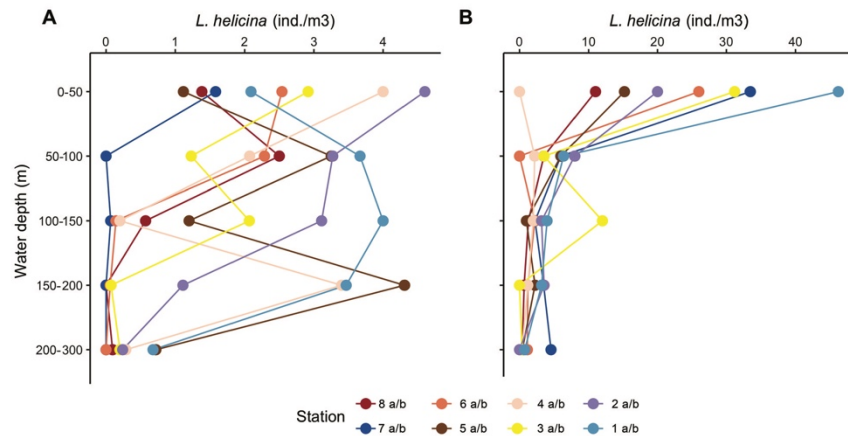 A L. helicina (ind./m3) B L. helicina (ind./m3)
0 1 2 3 4 0 10 20 30 40
0-50
50-100
100-150
150-200
200-300
Water depth (m)
Station
8 a/b 6 a/b 4 a/b 2 a/b
7 a/b 5 a/b 3 a/b 1 a/b